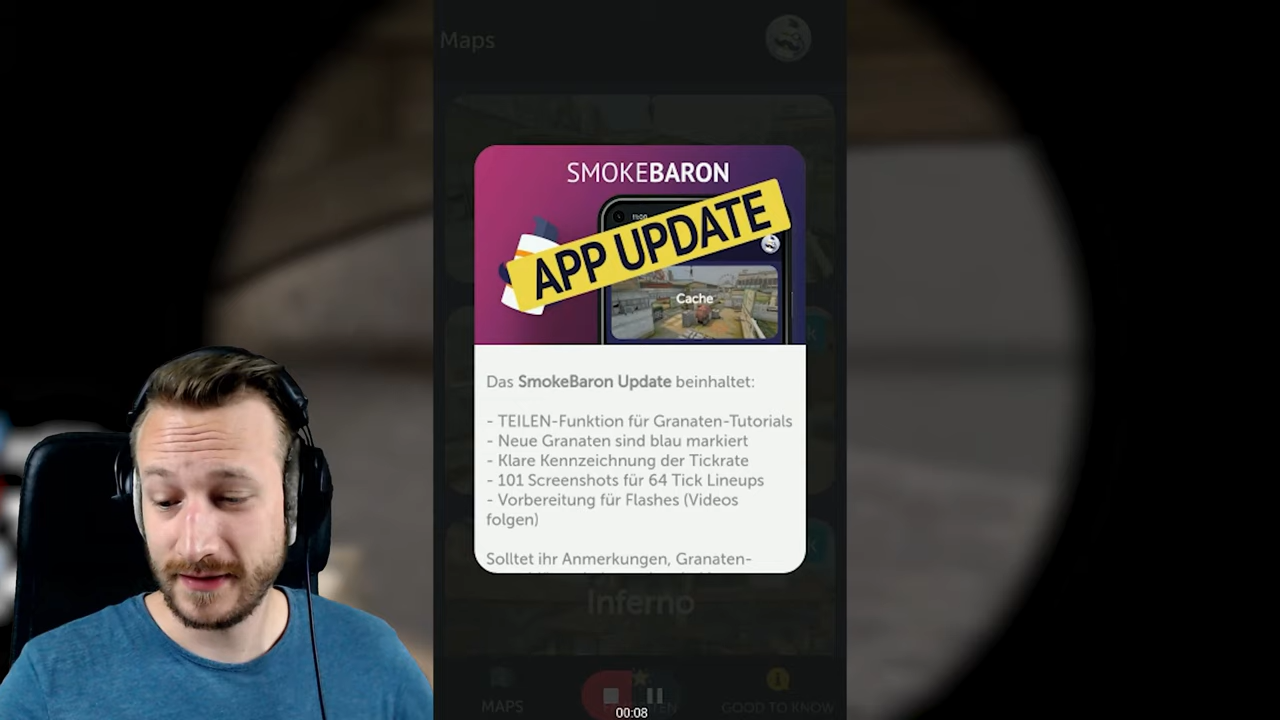 Maps
SMOKEBARON
11:00
APP UPDATE
Cache
Das SmokeBaron Update beinhaltet:
- TEILEN-Funktion für Granaten-Tutorials
- Neue Granaten sind blau markiert
- Klare Kennzeichnung der Tickrate
- 101 Screenshots für 64 Tick Lineups
- Vorbereitung für Flashes (Videos
folgen)
Solltet ihr Anmerkungen, Granaten-
Inferno
MAPS
GOOD TO KNOW
00:08